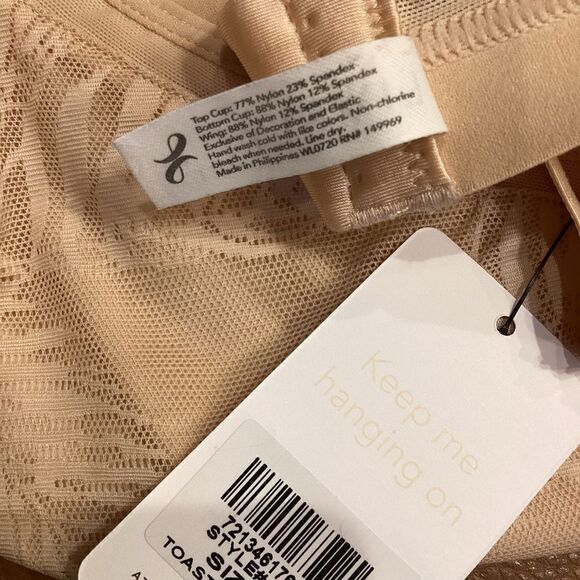 Top Cup: 77% Nylon 23% Spandex
Bottom Cup: 88% Nylon 12% Spandex
Wing: 88% Nylon 12% Spandex
Exclusive of Decoration and Elastic
Hand wash cold with like colors. Non-chlorine
bleach when needed. Line dry.
Made in Philippines WL0720 RN# 149969
Keep me
hanging on
72134617
STYLE#
SIZ
TOAS